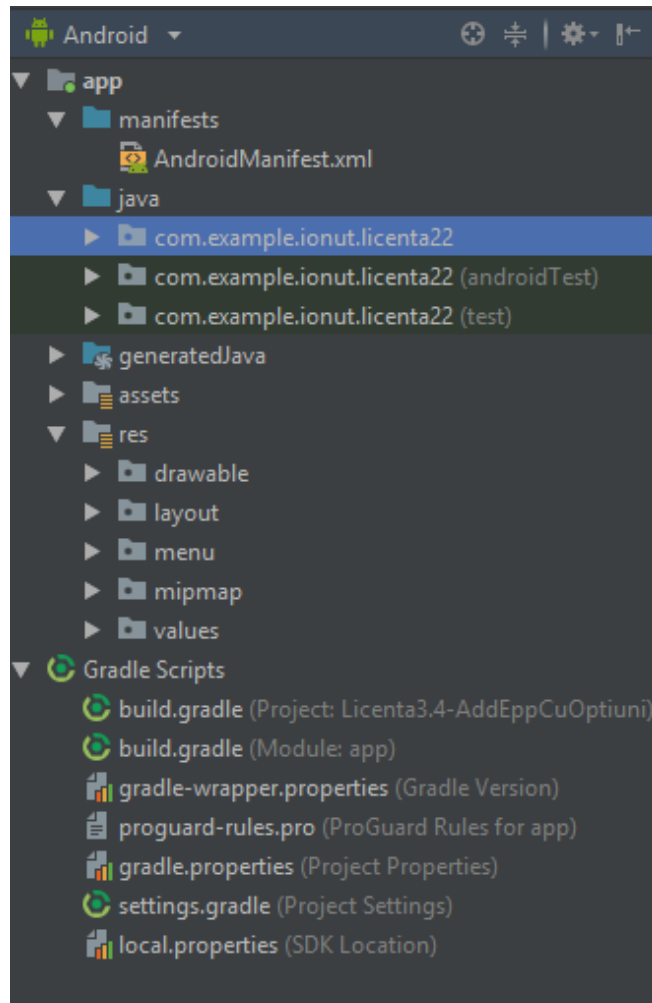 Android
app
manifests
AndroidManifest.xml
java
com.example.ionut.licenta22
com.example.ionut.licenta22 (androidTest)
com.example.ionut.licenta22 (test)
generatedJava
assets
res
drawable
layout
menu
mipmap
values
Gradle Scripts
build.gradle (Project: Licenta3.4-AddEppCuOptiuni)
build.gradle (Module: app)
gradle-wrapper.properties (Gradle Version)
proguard-rules.pro (ProGuard Rules for app)
gradle.properties (Project Properties)
settings.gradle (Project Settings)
local.properties (SDK Location)